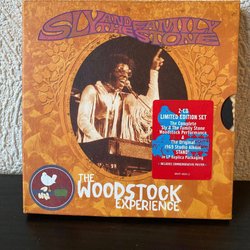 SLY AND THE FAMILY
STONE
2-CD
LIMITED EDITION SET
The Complete
Sly & The Family Stone
Woodstock Performance
&
The Original
1969 Studio Album
STAND!
in LP Replica Packaging
THE
WOODSTOCK
EXPERIENCE